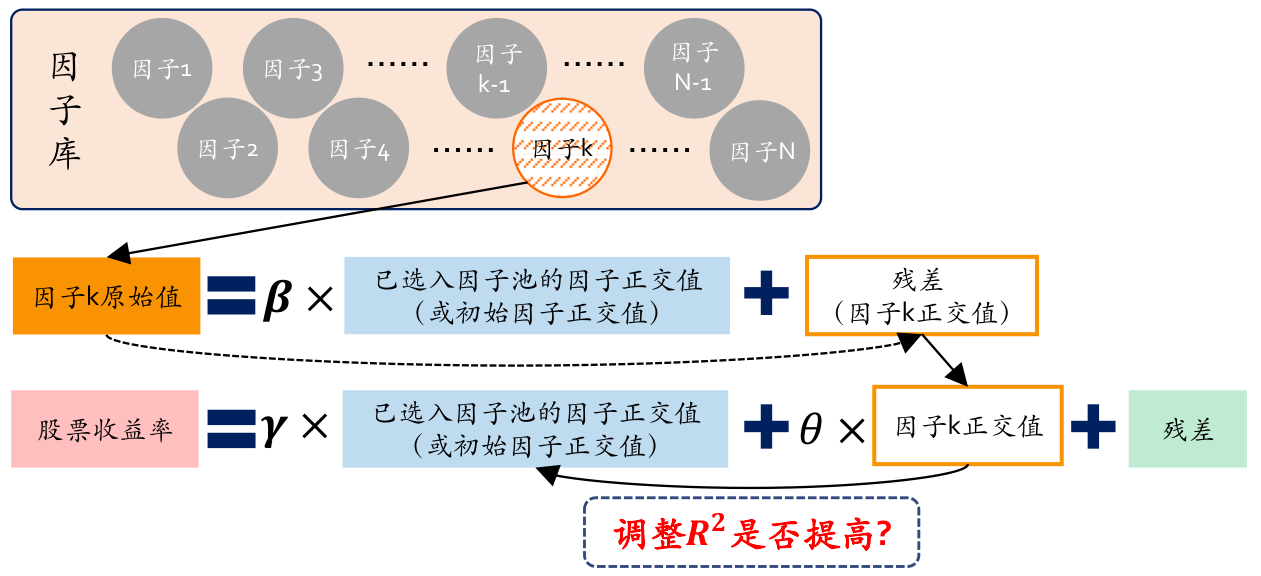 因子库
因子1
因子3
······
因子
k-1
······
因子
N-1
因子2
因子4
······
因子k
······
因子N
因子k原始值
=
β ×
已选入因子池的因子正交值
（或初始因子正交值）
+
残差
（因子k正交值）
股票收益率
=
γ ×
已选入因子池的因子正交值
（或初始因子正交值）
+
θ ×
因子k正交值
+
残差
调整R²是否提高?